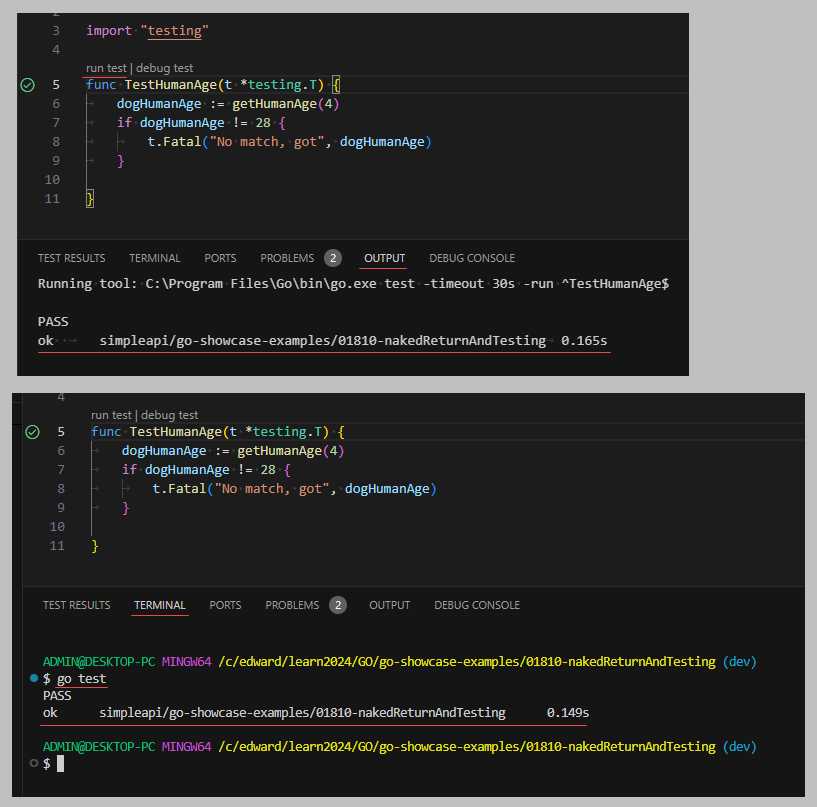 3 import "testing"
4
run test | debug test
5 func TestHumanAge(t *testing.T) {
6 dogHumanAge := getHumanAge(4)
7 if dogHumanAge != 28 {
8 t.Fatal("No match, got", dogHumanAge)
9 }
10
11 }
TEST RESULTS TERMINAL PORTS PROBLEMS 2 OUTPUT DEBUG CONSOLE
Running tool: C:\Program Files\Go\bin\go.exe test -timeout 30s -run ^TestHumanAge$
PASS
ok simpleapi/go-showcase-examples/01810-nakedReturnAndTesting 0.165s
4
run test | debug test
5 func TestHumanAge(t *testing.T) {
6 dogHumanAge := getHumanAge(4)
7 if dogHumanAge != 28 {
8 t.Fatal("No match, got", dogHumanAge)
9 }
10
11 }
TEST RESULTS TERMINAL PORTS PROBLEMS 2 OUTPUT DEBUG CONSOLE
ADMIN@DESKTOP-PC MINGW64 /c/edward/learn2024/GO/go-showcase-examples/01810-nakedReturnAndTesting (dev)
$ go test
PASS
ok simpleapi/go-showcase-examples/01810-nakedReturnAndTesting 0.149s
ADMIN@DESKTOP-PC MINGW64 /c/edward/learn2024/GO/go-showcase-examples/01810-nakedReturnAndTesting (dev)
$